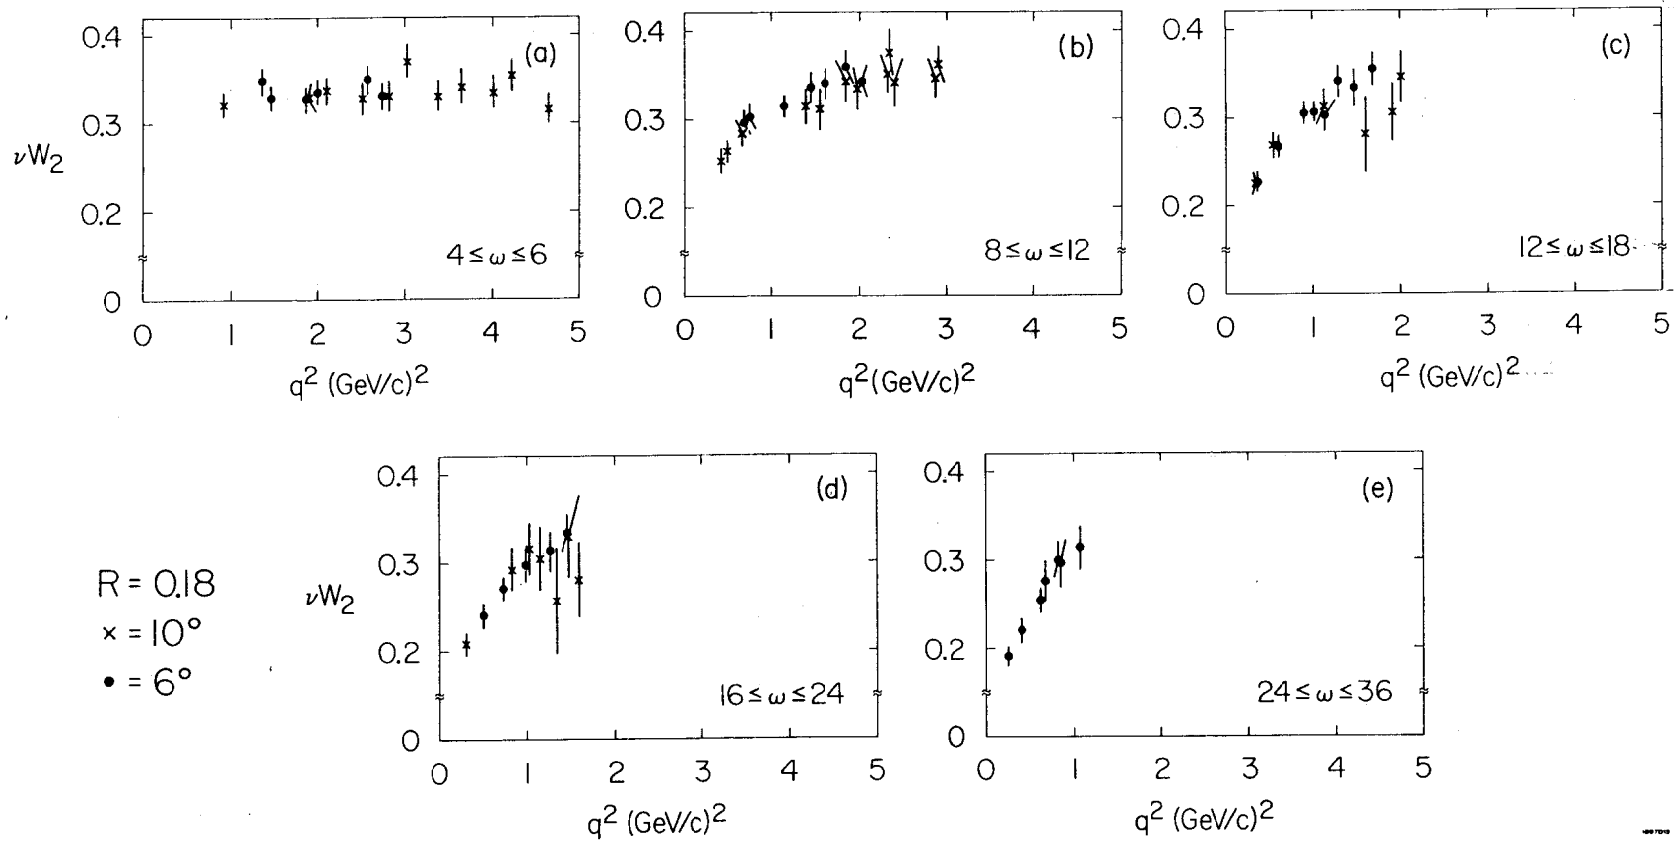 (a)
0.4
0.3
νW₂
0.2
4 ≤ ω ≤ 6
0
0 1 2 3 4 5
q² (GeV/c)²
(b)
0.4
0.3
0.2
8 ≤ ω ≤ 12
0
0 1 2 3 4 5
q² (GeV/c)²
(c)
0.4
0.3
0.2
12 ≤ ω ≤ 18
0
0 1 2 3 4 5
q² (GeV/c)²
R = 0.18
× = 10°
• = 6°
(d)
0.4
0.3
νW₂
0.2
16 ≤ ω ≤ 24
0
0 1 2 3 4 5
q² (GeV/c)²
(e)
0.4
0.3
0.2
24 ≤ ω ≤ 36
0
0 1 2 3 4 5
q² (GeV/c)²